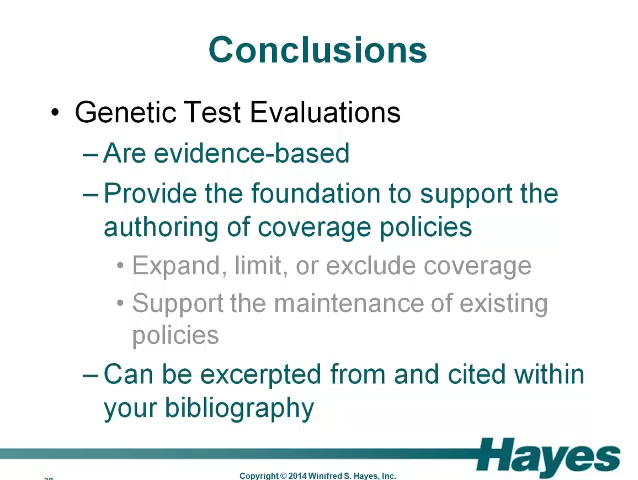 Conclusions
• Genetic Test Evaluations
– Are evidence-based
– Provide the foundation to support the
authoring of coverage policies
• Expand, limit, or exclude coverage
• Support the maintenance of existing
policies
– Can be excerpted from and cited within
your bibliography
Hayes
Copyright © 2014 Winifred S. Hayes, Inc.